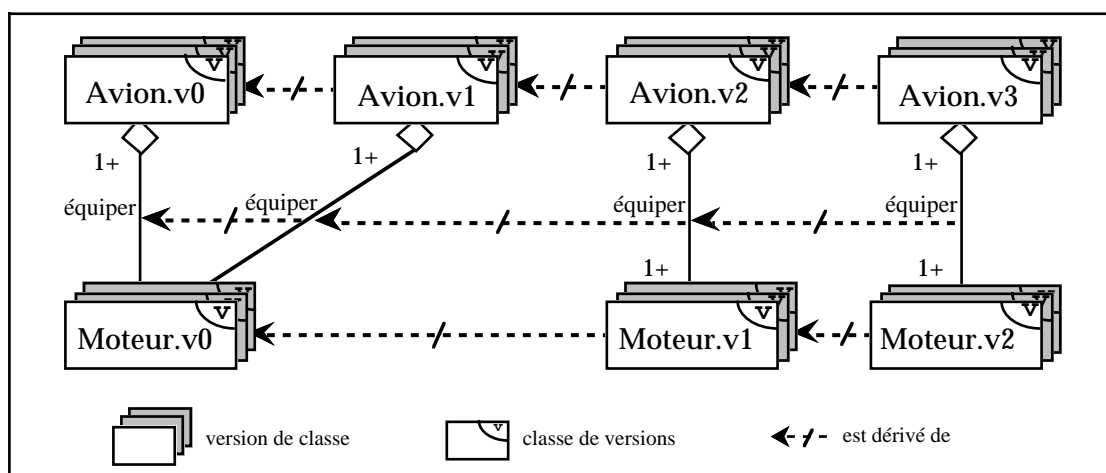 v v v v
Avion.v0 Avion.v1 Avion.v2 Avion.v3
1+ 1+ 1+ 1+
équiper équiper équiper équiper
1+ 1+
v v v
Moteur.v0 Moteur.v1 Moteur.v2
version de classe v classe de versions est dérivé de